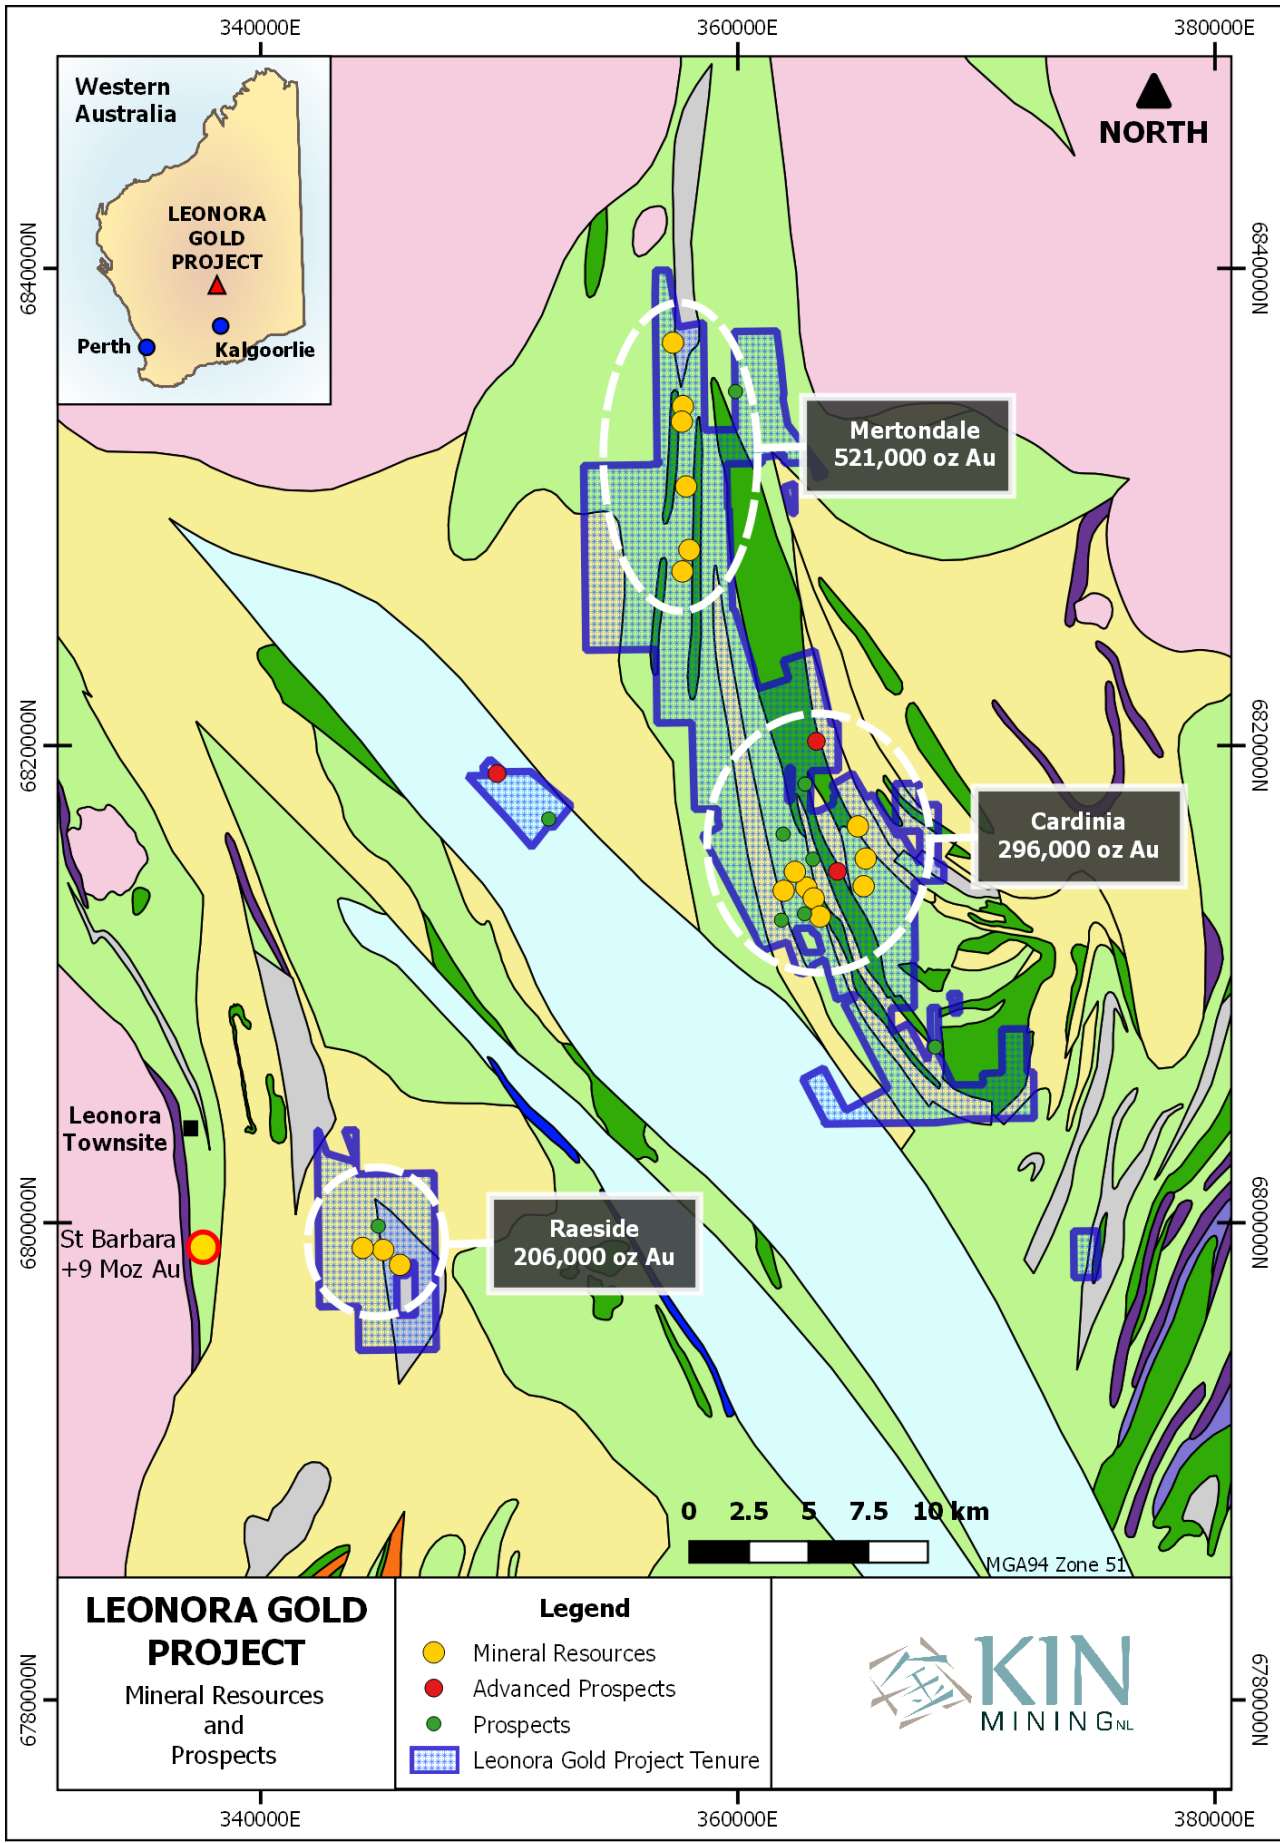 340000E
360000E
380000E
Western
Australia
LEONORA
GOLD
PROJECT
Perth
Kalgoorlie
NORTH
6840000N
6840000N
Mertondale
521,000 oz Au
6820000N
6820000N
Cardinia
296,000 oz Au
Leonora
Townsite
6800000N
6800000N
St Barbara
+9 Moz Au
Raeside
206,000 oz Au
0 2.5 5 7.5 10 km
MGA94 Zone 51
LEONORA GOLD
PROJECT
Mineral Resources
and
Prospects
Legend
Mineral Resources
Advanced Prospects
Prospects
Leonora Gold Project Tenure
KIN
MINING NL
6780000N
6780000N
340000E
360000E
380000E